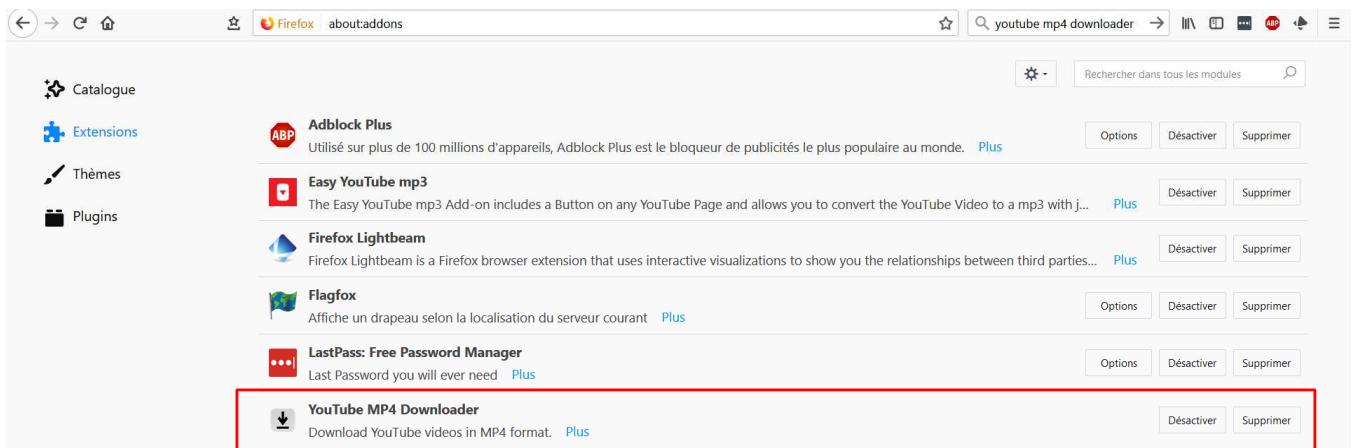 Firefox about:addons youtube mp4 downloader ABP
Rechercher dans tous les modules
Catalogue
Extensions
Thèmes
Plugins
ABP
Adblock Plus
Utilisé sur plus de 100 millions d'appareils, Adblock Plus est le bloqueur de publicités le plus populaire au monde. Plus
Options Désactiver Supprimer
Easy YouTube mp3
The Easy YouTube mp3 Add-on includes a Button on any YouTube Page and allows you to convert the YouTube Video to a mp3 with j... Plus
Désactiver Supprimer
Firefox Lightbeam
Firefox Lightbeam is a Firefox browser extension that uses interactive visualizations to show you the relationships between third parties... Plus
Désactiver Supprimer
Flagfox
Affiche un drapeau selon la localisation du serveur courant Plus
Options Désactiver Supprimer
LastPass: Free Password Manager
Last Password you will ever need Plus
Options Désactiver Supprimer
YouTube MP4 Downloader
Download YouTube videos in MP4 format. Plus
Désactiver Supprimer